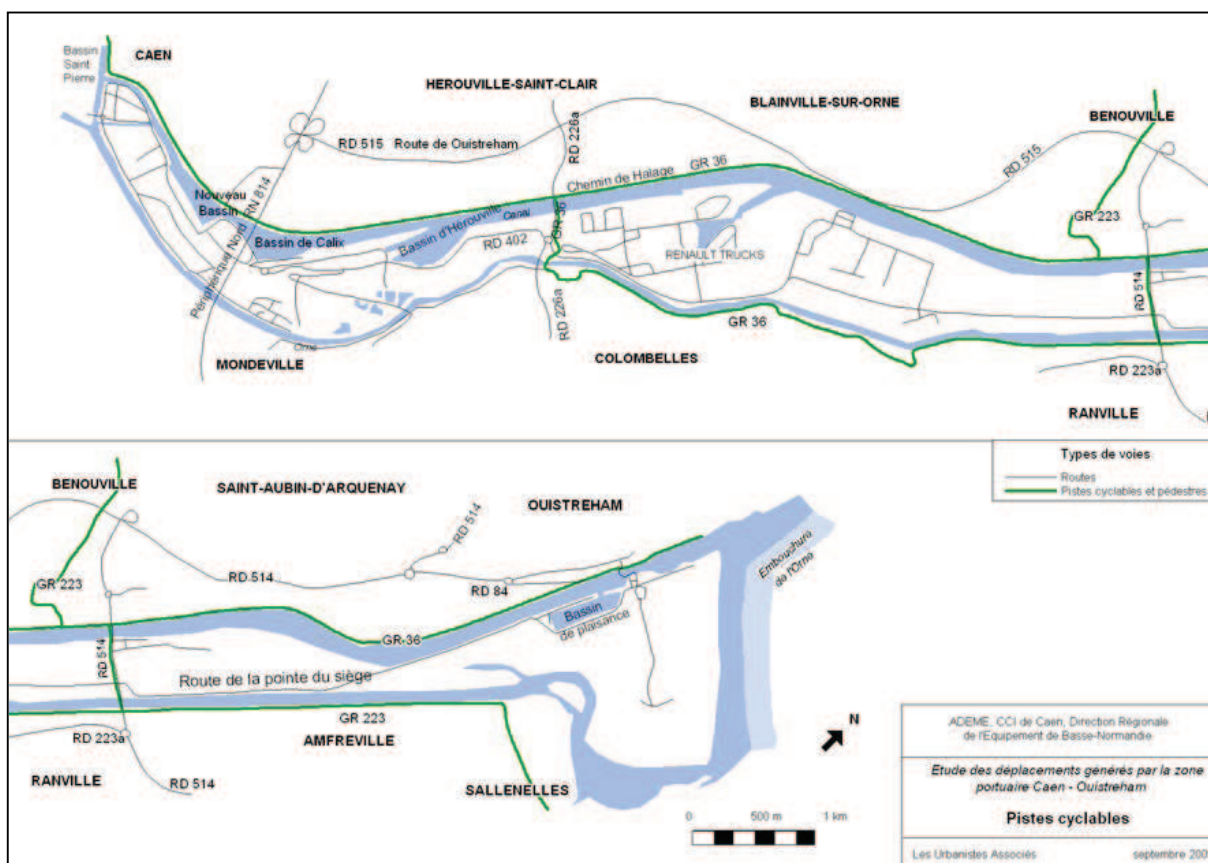 Bassin
Saint
Pierre
CAEN
HEROUVILLE-SAINT-CLAIR
BLAINVILLE-SUR-ORNE
BENOUVILLE
RD 515 Route de Ouistreham
RD 226a
RD 515
Chemin de Halage GR 36
Nouveau
Bassin
RN 814
Périphérique Nord
Bassin de Calix
Bassin d'Hérouville
Canal
GR 36
RD 402
RENAULT TRUCKS
GR 223
RD 514
RD 226a
GR 36
Orne
MONDEVILLE
COLOMBELLES
RD 223a
RANVILLE
Types de voies
Routes
Pistes cyclables et pédestres
BENOUVILLE
SAINT-AUBIN-D'ARQUENAY
OUISTREHAM
RD 514
GR 223
RD 514
RD 84
Embouchure
de l'Orne
Bassin
de plaisance
GR 36
RD 514
Route de la pointe du siège
GR 223
RD 223a
AMFREVILLE
RANVILLE
RD 514
SALLENELLES
N
0 500 m 1 km
ADEME, CCI de Caen, Direction Régionale
de l'Equipement de Basse-Normandie
Etude des déplacements générés par la zone
portuaire Caen - Ouistreham
Pistes cyclables
Les Urbanistes Associés septembre